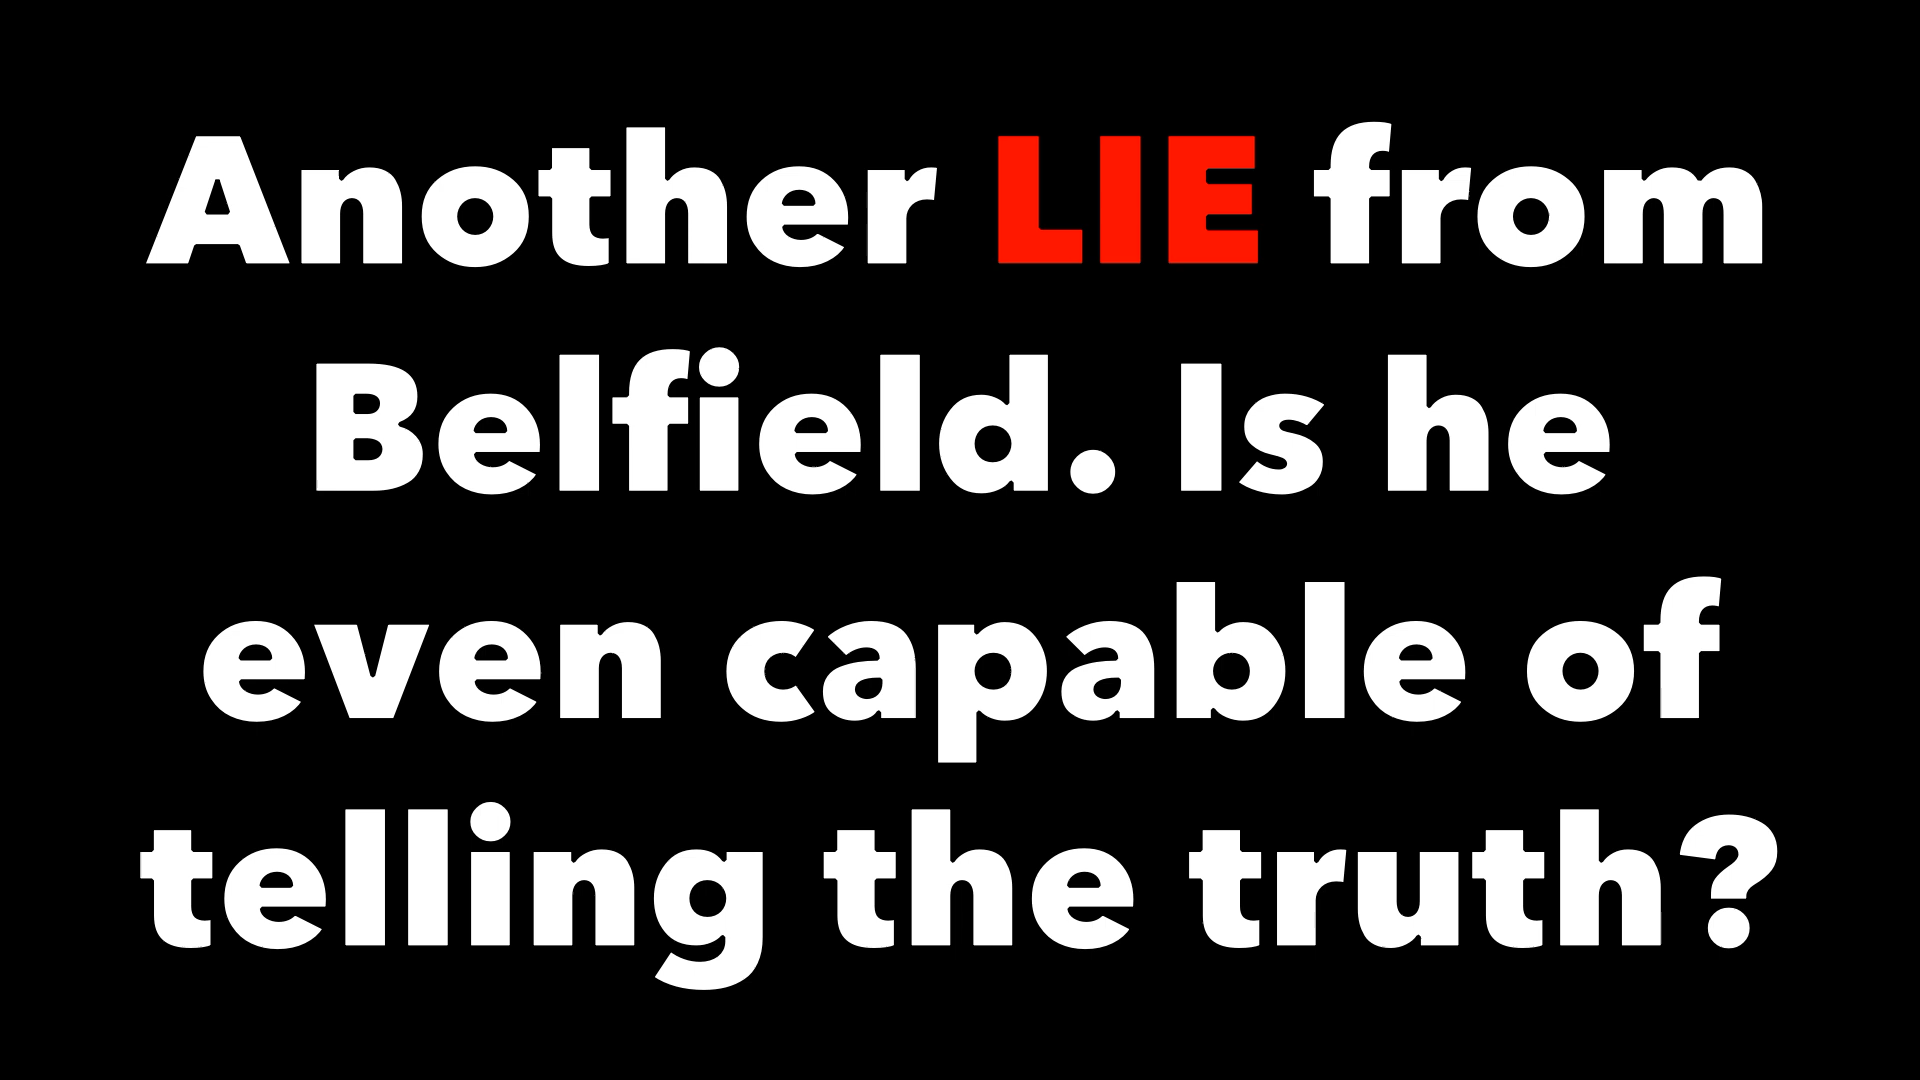 Another LIE from
Belfield. Is he
even capable of
telling the truth?